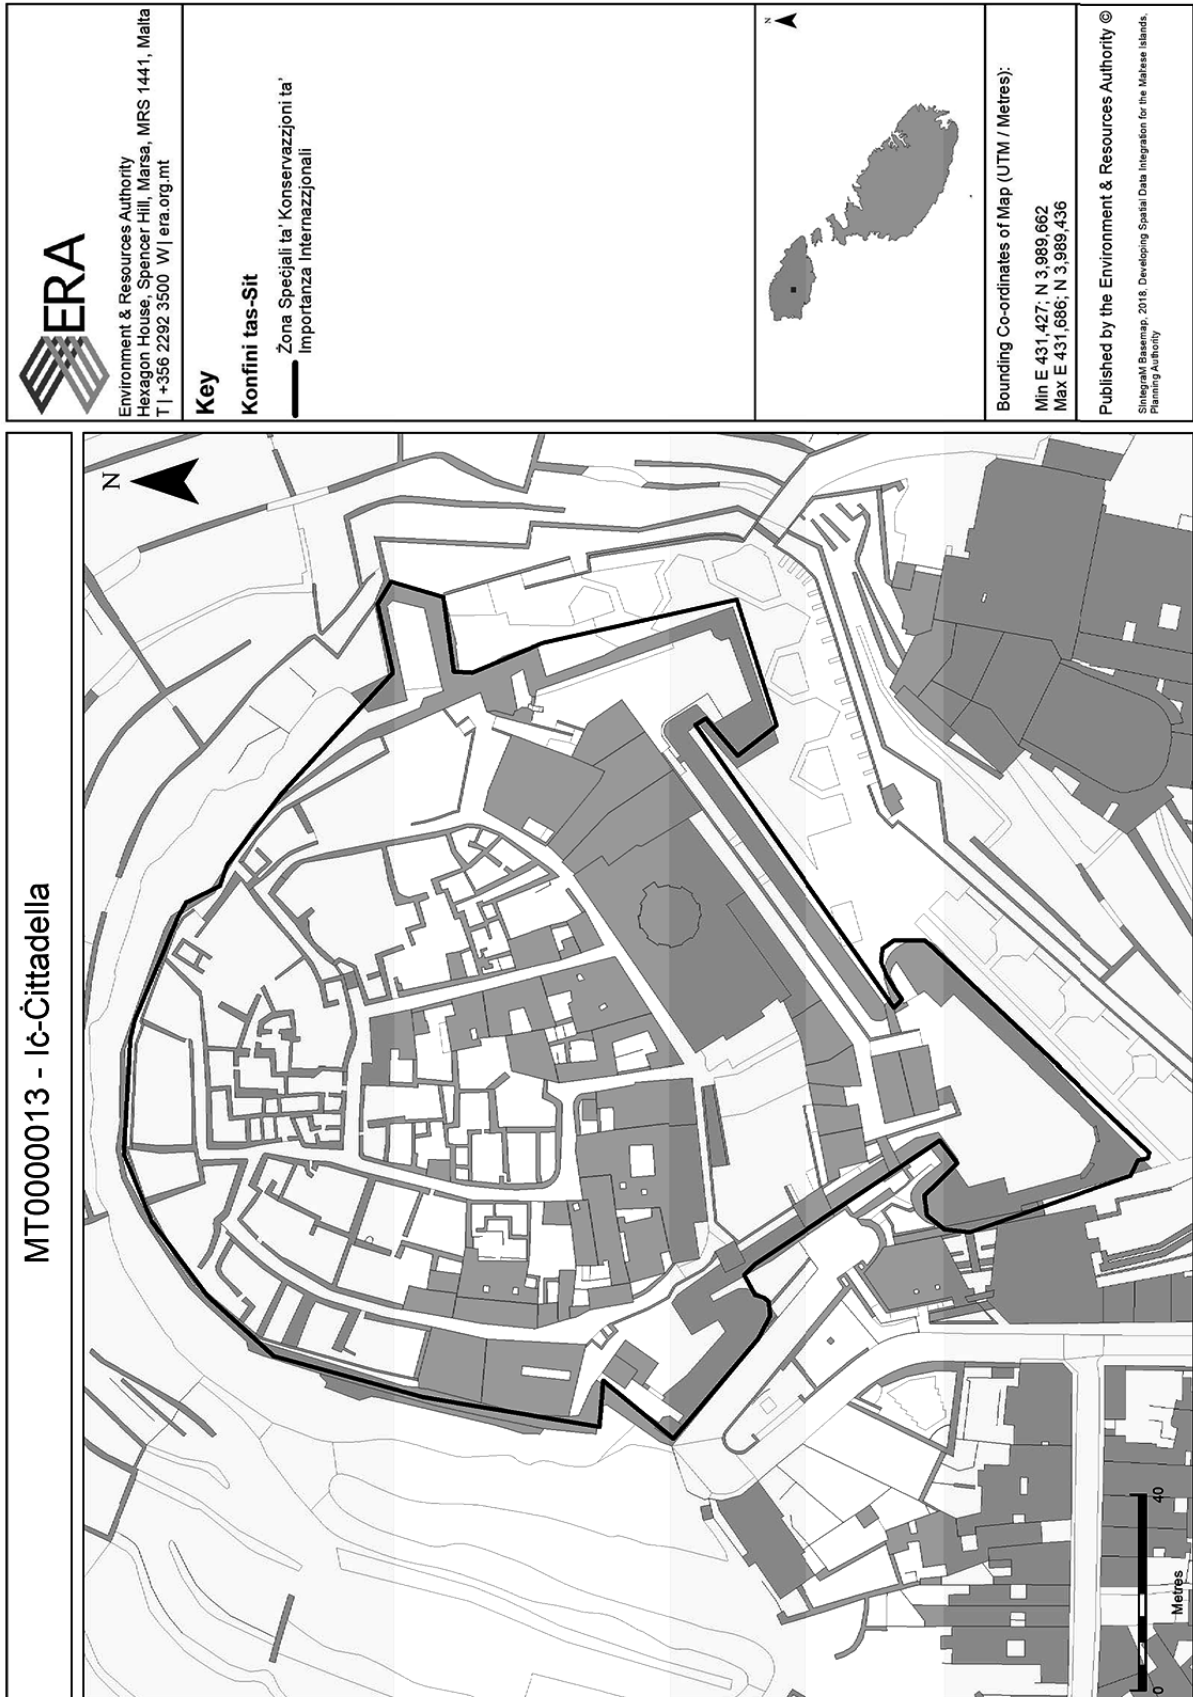 MT0000013 - Iċ-Ċittadella
N
Metres
0
40
ERA
Environment & Resources Authority
Hexagon House, Spencer Hill, Marsa, MRS 1441, Malta
T | +356 2292 3500 W | era.org.mt
Key
Konfini tas-Sit
Żona Speċjali ta' Konservazzjoni ta'
Importanza Internazzjonali
N
Bounding Co-ordinates of Map (UTM / Metres):
Min E 431,427; N 3,989,662
Max E 431,686; N 3,989,436
Published by the Environment & Resources Authority ©
SIntegraM Basemap, 2018, Developing Spatial Data Integration for the Maltese Islands,
Planning Authority